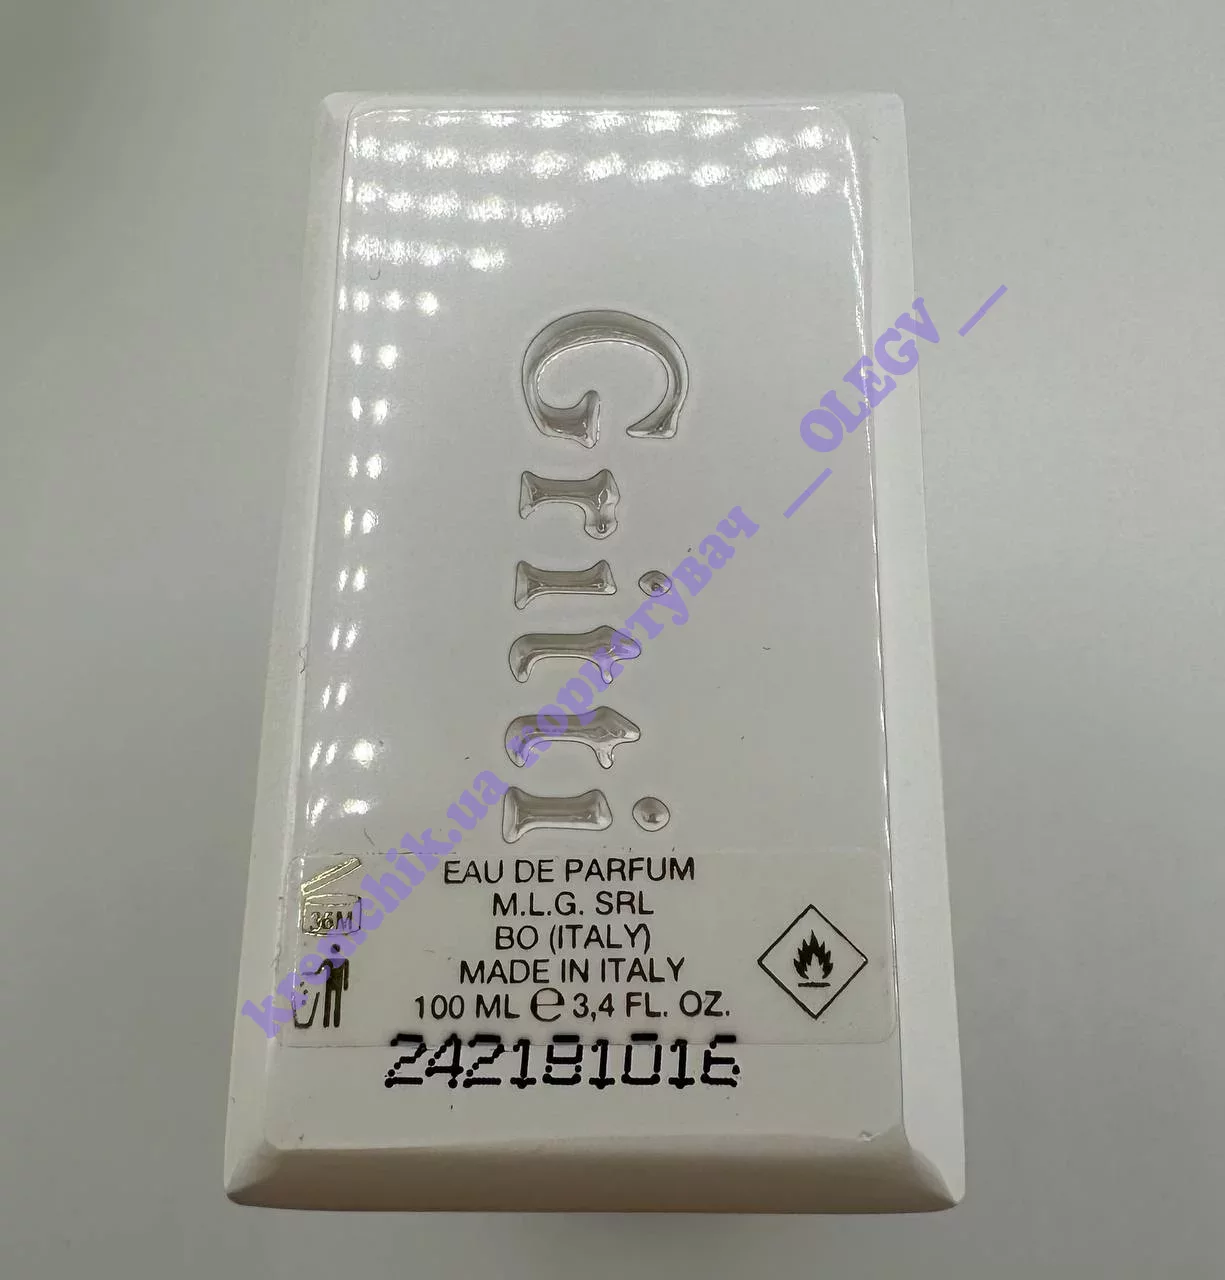 Gritti
EAU DE PARFUM
M.L.G. SRL
BO (ITALY)
MADE IN ITALY
100 ML ℮ 3,4 FL. OZ.
36M
242181016
kremchik.ua користувач __OLEGV__